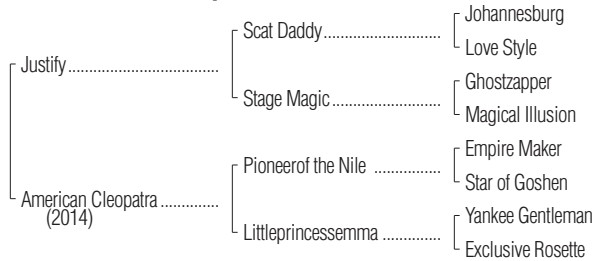 Johannesburg
Scat Daddy........................
Love Style
Justify..............................
Ghostzapper
Stage Magic......................
Magical Illusion
Empire Maker
Pioneerof the Nile ...............
Star of Goshen
American Cleopatra.............
(2014)
Yankee Gentleman
Littleprincessemma .............
Exclusive Rosette